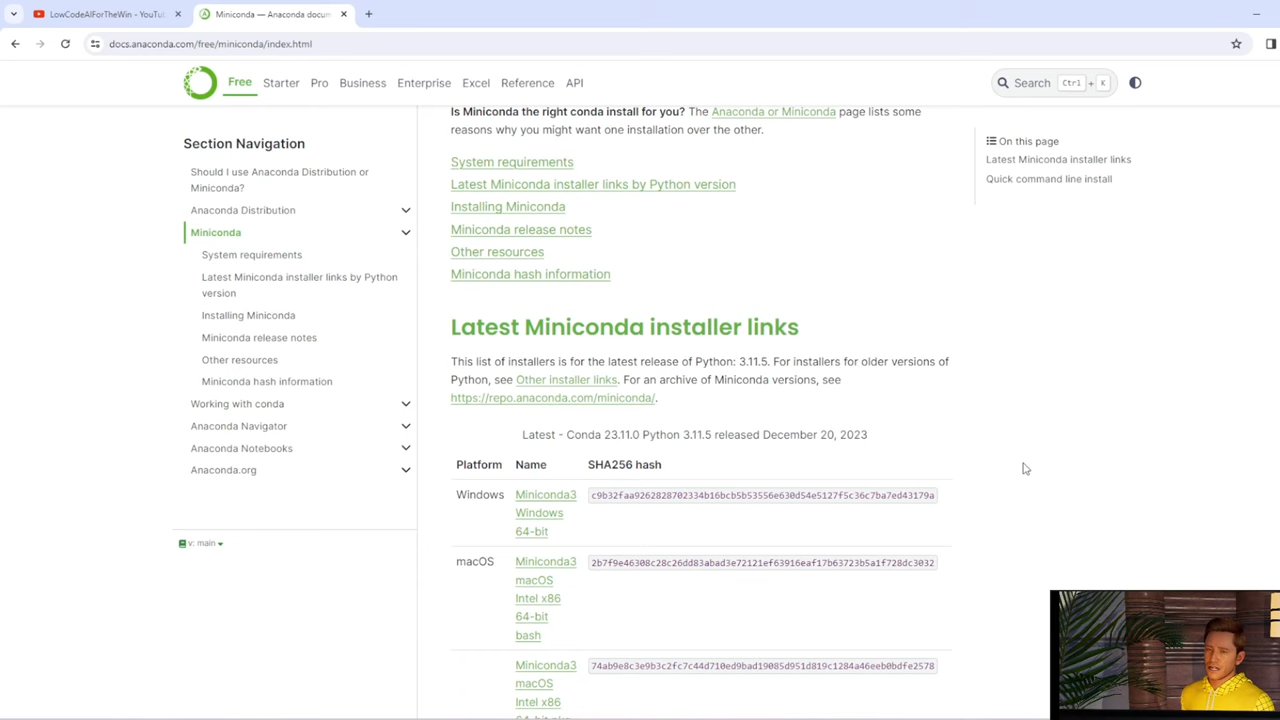 LowCodeAIForTheWin - YouTu
Miniconda — Anaconda docum
docs.anaconda.com/free/miniconda/index.html
Free
Starter
Pro
Business
Enterprise
Excel
Reference
API
Search
Ctrl + K
Section Navigation
Should I use Anaconda Distribution or
Miniconda?
Anaconda Distribution
Miniconda
System requirements
Latest Miniconda installer links by Python
version
Installing Miniconda
Miniconda release notes
Other resources
Miniconda hash information
Working with conda
Anaconda Navigator
Anaconda Notebooks
Anaconda.org
v: main
Is Miniconda the right conda install for you? The Anaconda or Miniconda page lists some
reasons why you might want one installation over the other.
System requirements
Latest Miniconda installer links by Python version
Installing Miniconda
Miniconda release notes
Other resources
Miniconda hash information
Latest Miniconda installer links
This list of installers is for the latest release of Python: 3.11.5. For installers for older versions of
Python, see Other installer links. For an archive of Miniconda versions, see
https://repo.anaconda.com/miniconda/.
Latest - Conda 23.11.0 Python 3.11.5 released December 20, 2023
Platform Name SHA256 hash
Windows
Miniconda3
Windows
64-bit
c9b32faa9262828702334b16bcb5b53556e630d54e5127f5c36c7ba7ed43179a
macOS
Miniconda3
macOS
Intel x86
64-bit
bash
2b7f9e46308c28c26dd83abad3e72121ef63916eaf17b63723b5a1f728dc3032
Miniconda3
macOS
Intel x86
74ab9e8c3e9b3c2fc7c44d710ed9bad19085d951d819c1284a46eeb0bdfe2578
On this page
Latest Miniconda installer links
Quick command line install